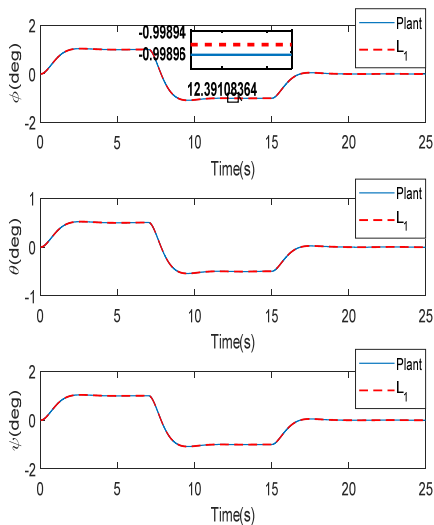 Plant
L1
-0.99894
-0.99896
12.39108364
2
0
-2
ϕ(deg)
0 5 10 15 20 25
Time(s)
Plant
L1
1
0
-1
θ(deg)
0 5 10 15 20 25
Time(s)
Plant
L1
2
0
-2
ψ(deg)
0 5 10 15 20 25
Time(s)